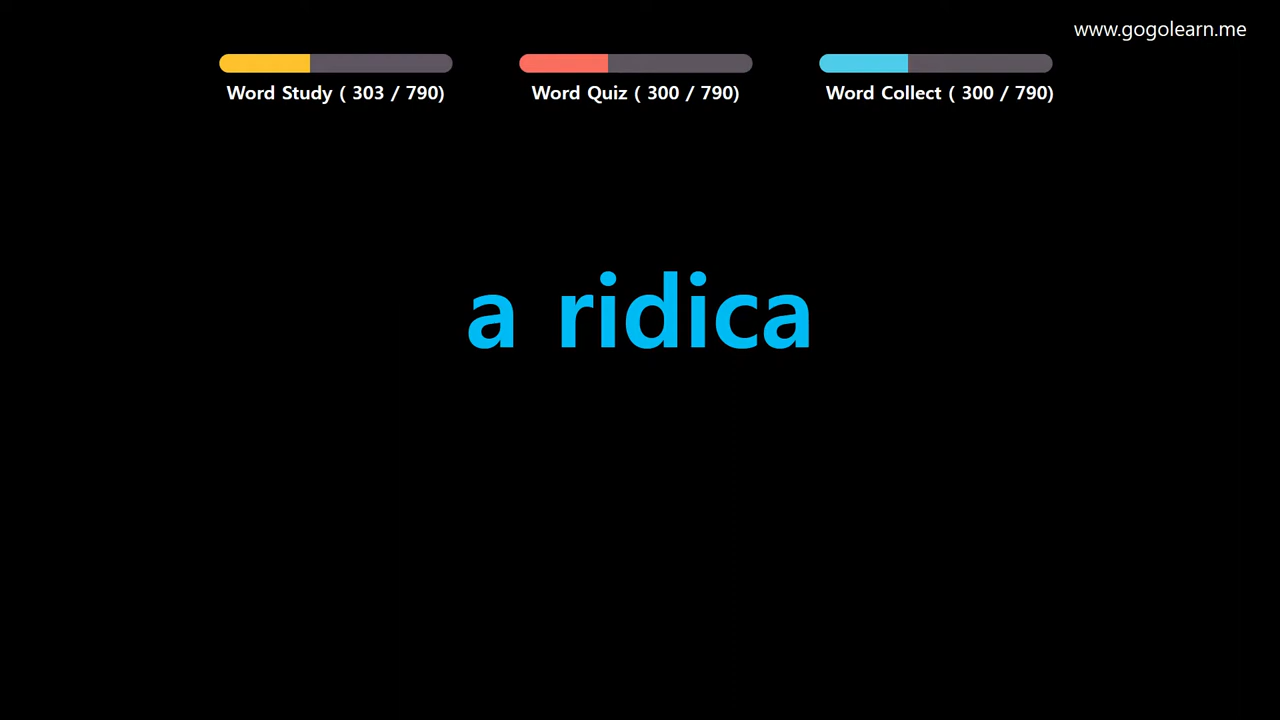 www.gogolearn.me
Word Study ( 303 / 790)
Word Quiz ( 300 / 790)
Word Collect ( 300 / 790)
a ridica